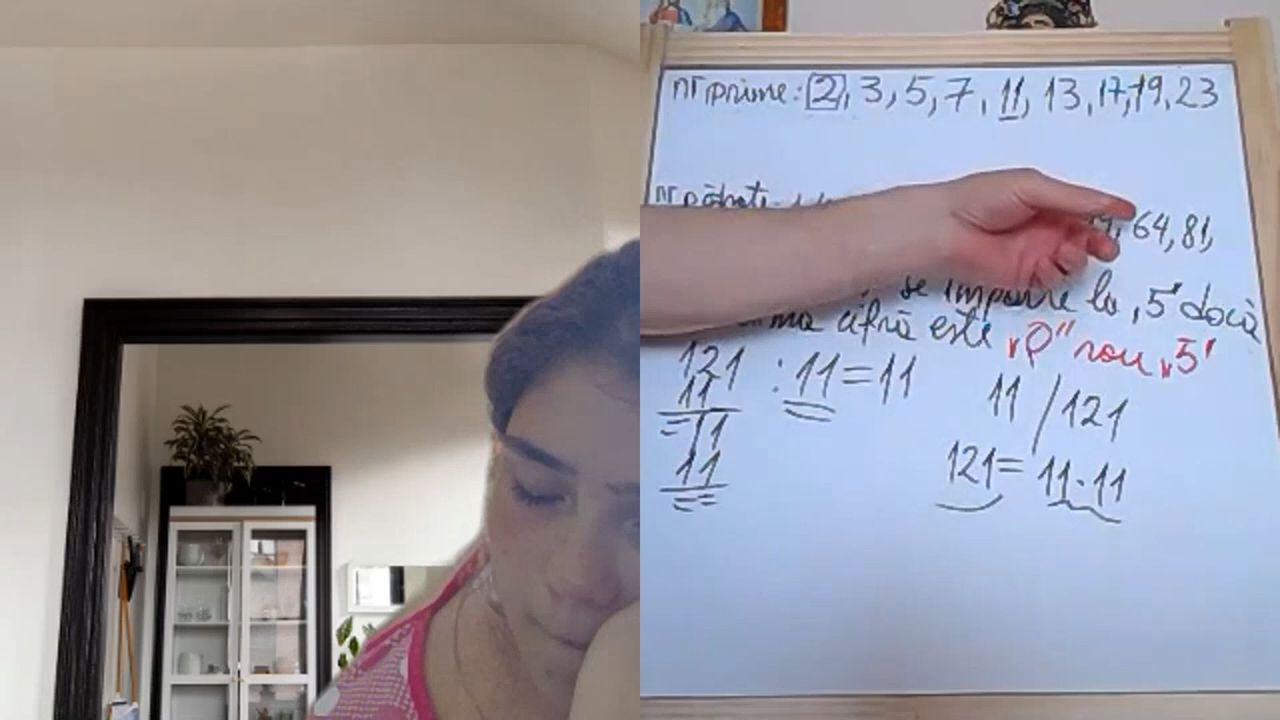 nr prime: 2, 3, 5, 7, 11, 13, 17, 19, 23
nr 64, 81,
se împarte la „5" dacă
cifră este „0" sau „5"
121 : 11 = 11
11
= 11
11
= =
11 / 121
121 = 11 · 11